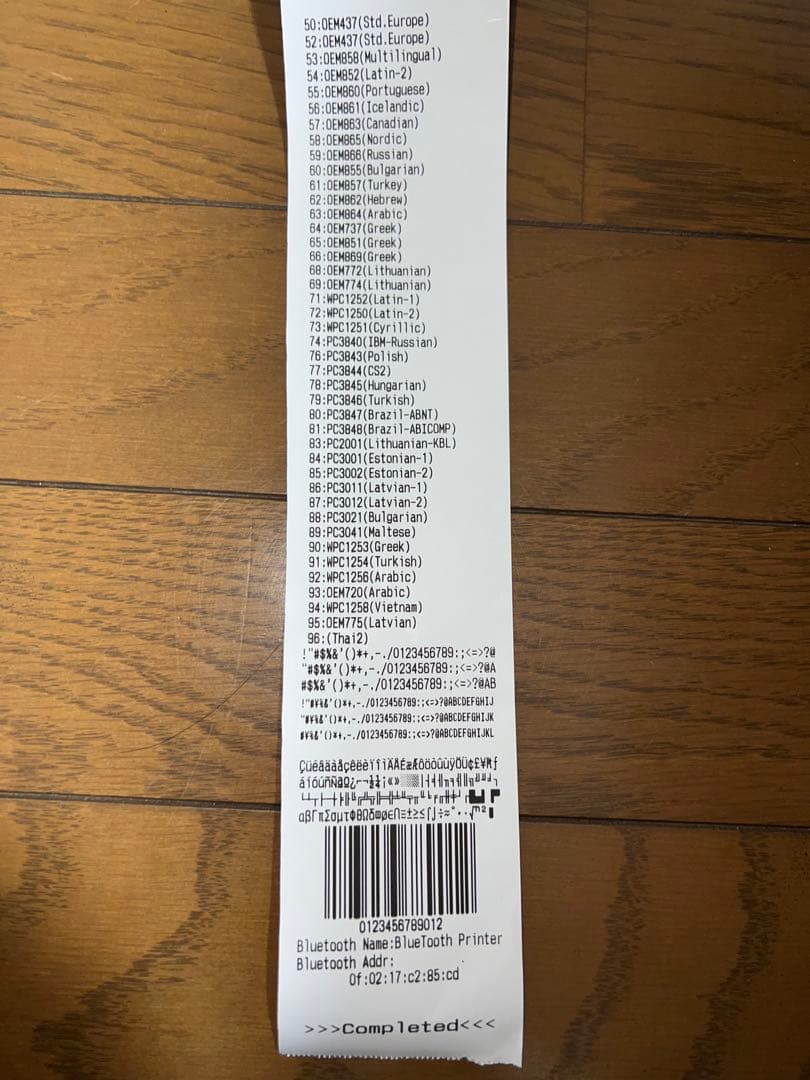 50:OEM437(Std.Europe)
52:OEM437(Std.Europe)
53:OEM858(Multilingual)
54:OEM852(Latin-2)
55:OEM860(Portuguese)
56:OEM861(Icelandic)
57:OEM863(Canadian)
58:OEM865(Nordic)
59:OEM866(Russian)
60:OEM855(Bulgarian)
61:OEM857(Turkey)
62:OEM862(Hebrew)
63:OEM864(Arabic)
64:OEM737(Greek)
65:OEM851(Greek)
66:OEM869(Greek)
68:OEM772(Lithuanian)
69:OEM774(Lithuanian)
71:WPC1252(Latin-1)
72:WPC1250(Latin-2)
73:WPC1251(Cyrillic)
74:PC3840(IBM-Russian)
76:PC3843(Polish)
77:PC3844(CS2)
78:PC3845(Hungarian)
79:PC3846(Turkish)
80:PC3847(Brazil-ABNT)
81:PC3848(Brazil-ABICOMP)
83:PC2001(Lithuanian-KBL)
84:PC3001(Estonian-1)
85:PC3002(Estonian-2)
86:PC3011(Latvian-1)
87:PC3012(Latvian-2)
88:PC3021(Bulgarian)
89:PC3041(Maltese)
90:WPC1253(Greek)
91:WPC1254(Turkish)
92:WPC1256(Arabic)
93:OEM720(Arabic)
94:WPC1258(Vietnam)
95:OEM775(Latvian)
96:(Thai2)
!"#$%&'()*+,-./0123456789:;<=>?@
"#$%&'()*+,-./0123456789:;<=>?@A
#$%&'()*+,-./0123456789:;<=>?@AB
!"#¥%&'()*+,-./0123456789:;<=>?@ABCDEFGHIJ
"#¥%&'()*+,-./0123456789:;<=>?@ABCDEFGHIJK
#¥%&'()*+,-./0123456789:;<=>?@ABCDEFGHIJKL
ÇüéâäàåçêëèïîìÄÅÉæÆôöòûùÿÖÜ¢£¥₧ƒ
0123456789012
Bluetooth Name:BlueTooth Printer
Bluetooth Addr:
0f:02:17:c2:85:cd
>>>Completed<<<